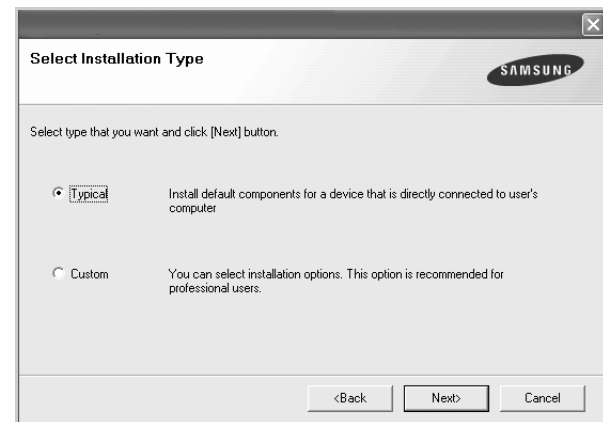 Select Installation Type
SAMSUNG
Select type that you want and click [Next] button.
Typical
Install default components for a device that is directly connected to user's
computer
Custom
You can select installation options. This option is recommended for
professional users.
<Back
Next>
Cancel